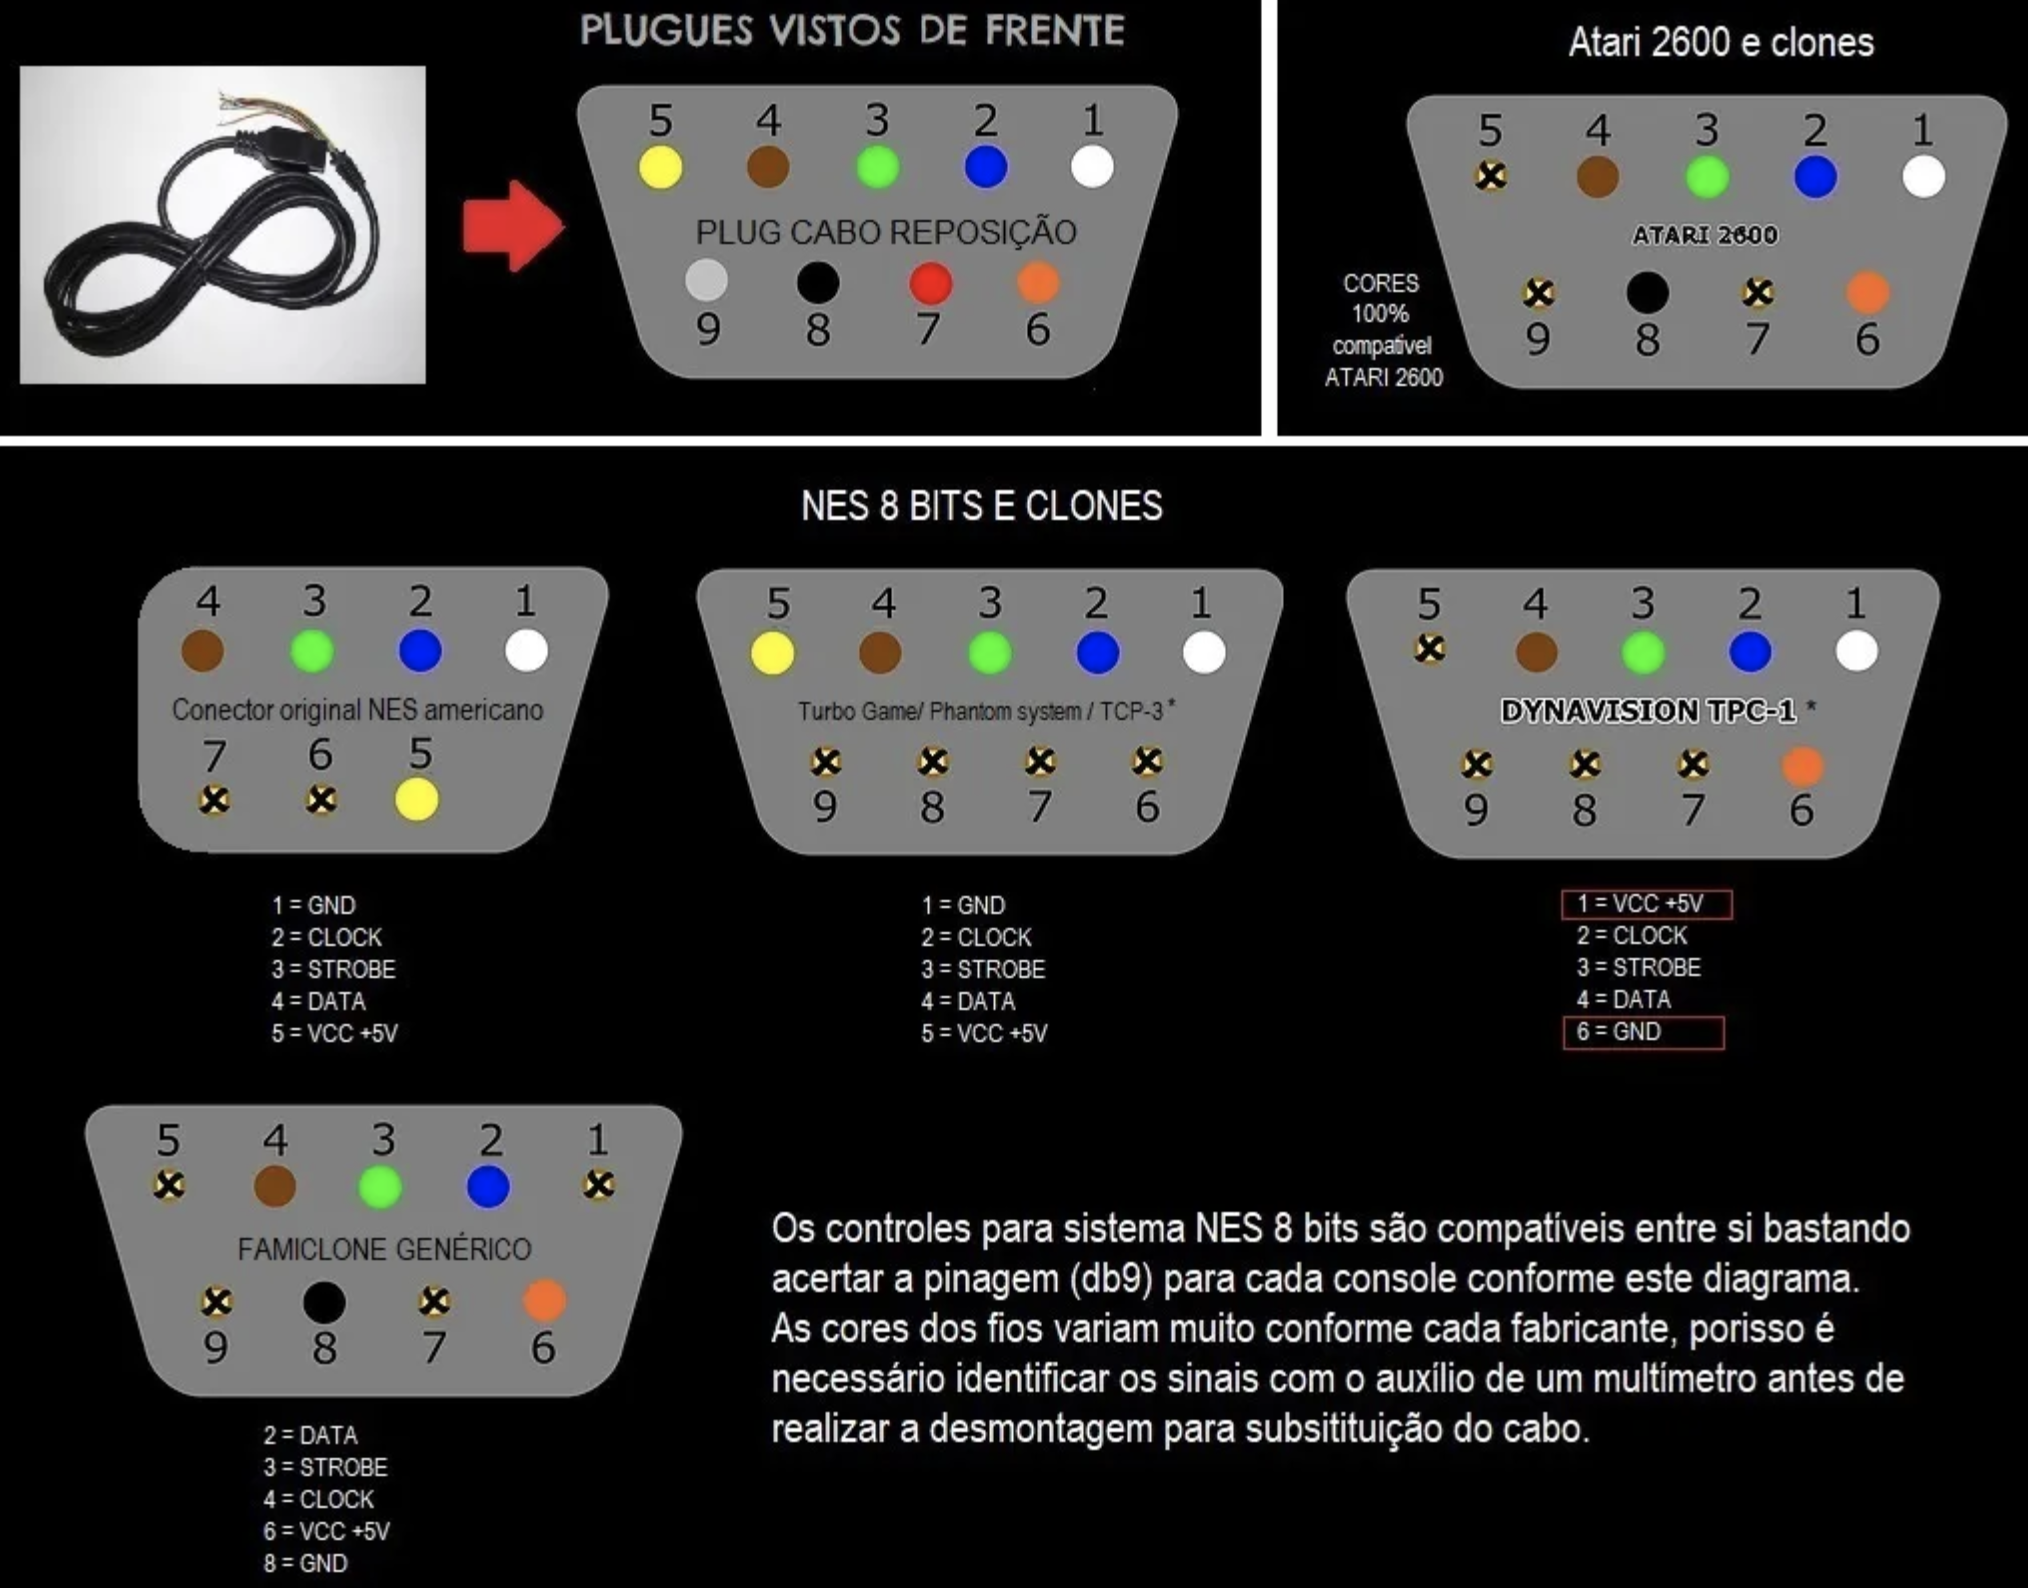 PLUGUES VISTOS DE FRENTE
5 4 3 2 1
PLUG CABO REPOSIÇÃO
9 8 7 6
Atari 2600 e clones
5 4 3 2 1
ATARI 2600
CORES
100%
compativel
ATARI 2600
9 8 7 6
NES 8 BITS E CLONES
4 3 2 1
Conector original NES americano
7 6 5
1 = GND
2 = CLOCK
3 = STROBE
4 = DATA
5 = VCC +5V
5 4 3 2 1
Turbo Game/ Phantom system / TCP-3 *
9 8 7 6
1 = GND
2 = CLOCK
3 = STROBE
4 = DATA
5 = VCC +5V
5 4 3 2 1
DYNAVISION TPC-1 *
9 8 7 6
1 = VCC +5V
2 = CLOCK
3 = STROBE
4 = DATA
6 = GND
5 4 3 2 1
FAMICLONE GENÉRICO
9 8 7 6
2 = DATA
3 = STROBE
4 = CLOCK
6 = VCC +5V
8 = GND
Os controles para sistema NES 8 bits são compatíveis entre si bastando
acertar a pinagem (db9) para cada console conforme este diagrama.
As cores dos fios variam muito conforme cada fabricante, porisso é
necessário identificar os sinais com o auxílio de um multímetro antes de
realizar a desmontagem para subsitituição do cabo.